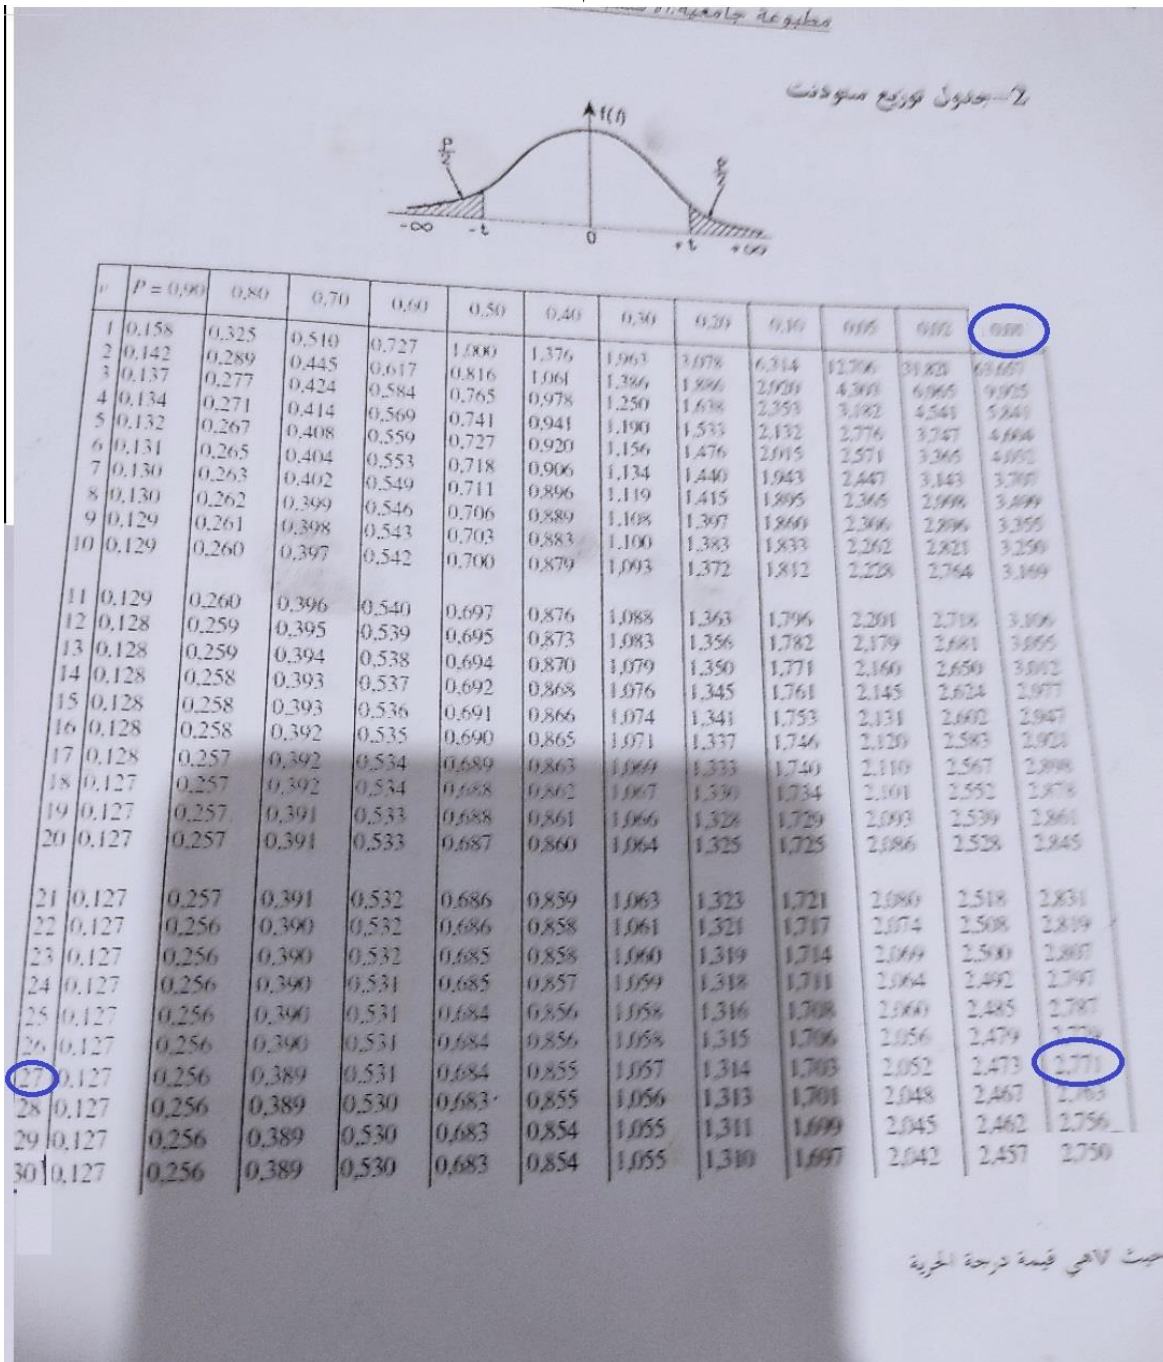 مطبوعة جامعية
2-جدول توزيع ستودنت
f(t)
P/2 P/2
-∞ -t 0 +t +∞
ν P = 0,90 0,80 0,70 0,60 0,50 0,40 0,30 0,20 0,10 0,05 0,02
1 0,158 0,325 0,510 0,727 1,000 1,376 1,963 3,078 6,314 12,706 31,821 63,657
2 0,142 0,289 0,445 0,617 0,816 1,061 1,386 1,886 2,920 4,303 6,965 9,925
3 0,137 0,277 0,424 0,584 0,765 0,978 1,250 1,638 2,353 3,182 4,541 5,841
4 0,134 0,271 0,414 0,569 0,741 0,941 1,190 1,533 2,132 2,776 3,747 4,604
5 0,132 0,267 0,408 0,559 0,727 0,920 1,156 1,476 2,015 2,571 3,365 4,032
6 0,131 0,265 0,404 0,553 0,718 0,906 1,134 1,440 1,943 2,447 3,143 3,707
7 0,130 0,263 0,402 0,549 0,711 0,896 1,119 1,415 1,895 2,365 2,998 3,499
8 0,130 0,262 0,399 0,546 0,706 0,889 1,108 1,397 1,860 2,306 2,896 3,355
9 0,129 0,261 0,398 0,543 0,703 0,883 1,100 1,383 1,833 2,262 2,821 3,250
10 0,129 0,260 0,397 0,542 0,700 0,879 1,093 1,372 1,812 2,228 2,764 3,169
11 0,129 0,260 0,396 0,540 0,697 0,876 1,088 1,363 1,796 2,201 2,718 3,106
12 0,128 0,259 0,395 0,539 0,695 0,873 1,083 1,356 1,782 2,179 2,681 3,055
13 0,128 0,259 0,394 0,538 0,694 0,870 1,079 1,350 1,771 2,160 2,650 3,012
14 0,128 0,258 0,393 0,537 0,692 0,868 1,076 1,345 1,761 2,145 2,624 2,977
15 0,128 0,258 0,393 0,536 0,691 0,866 1,074 1,341 1,753 2,131 2,602 2,947
16 0,128 0,258 0,392 0,535 0,690 0,865 1,071 1,337 1,746 2,120 2,583 2,921
17 0,128 0,257 0,392 0,534 0,689 0,863 1,069 1,333 1,740 2,110 2,567 2,898
18 0,127 0,257 0,392 0,534 0,688 0,862 1,067 1,330 1,734 2,101 2,552 2,878
19 0,127 0,257 0,391 0,533 0,688 0,861 1,066 1,328 1,729 2,093 2,539 2,861
20 0,127 0,257 0,391 0,533 0,687 0,860 1,064 1,325 1,725 2,086 2,528 2,845
21 0,127 0,257 0,391 0,532 0,686 0,859 1,063 1,323 1,721 2,080 2,518 2,831
22 0,127 0,256 0,390 0,532 0,686 0,858 1,061 1,321 1,717 2,074 2,508 2,819
23 0,127 0,256 0,390 0,532 0,685 0,858 1,060 1,319 1,714 2,069 2,500 2,807
24 0,127 0,256 0,390 0,531 0,685 0,857 1,059 1,318 1,711 2,064 2,492 2,797
25 0,127 0,256 0,390 0,531 0,684 0,856 1,058 1,316 1,708 2,060 2,485 2,787
26 0,127 0,256 0,390 0,531 0,684 0,856 1,058 1,315 1,706 2,056 2,479 2,779
27 0,127 0,256 0,389 0,531 0,684 0,855 1,057 1,314 1,703 2,052 2,473 2,771
28 0,127 0,256 0,389 0,530 0,683 0,855 1,056 1,313 1,701 2,048 2,467 2,763
29 0,127 0,256 0,389 0,530 0,683 0,854 1,055 1,311 1,699 2,045 2,462 2,756
30 0,127 0,256 0,389 0,530 0,683 0,854 1,055 1,310 1,697 2,042 2,457 2,750
حيث ν هي قيمة درجة الحرية